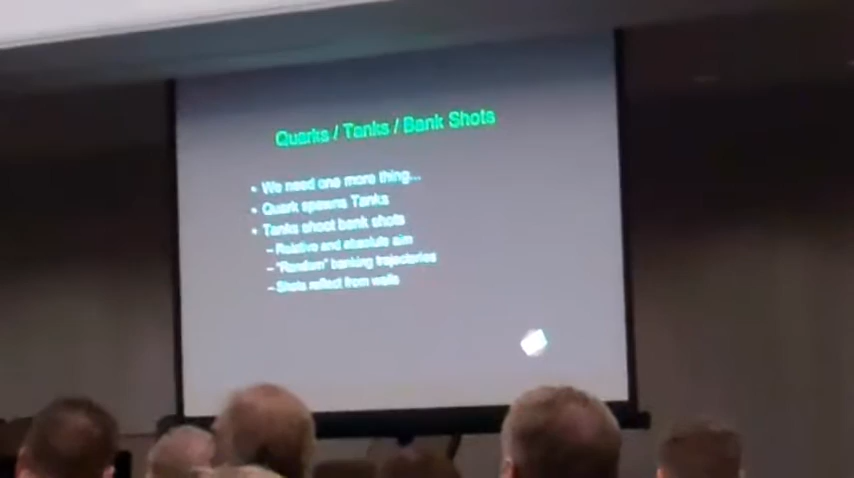 Quarks / Tanks / Bank Shots
• We need one more thing...
• Quark spawns Tanks
• Tanks shoot bank shots
– Relative and absolute aim
– "Random" banking trajectories
– Shots reflect from walls